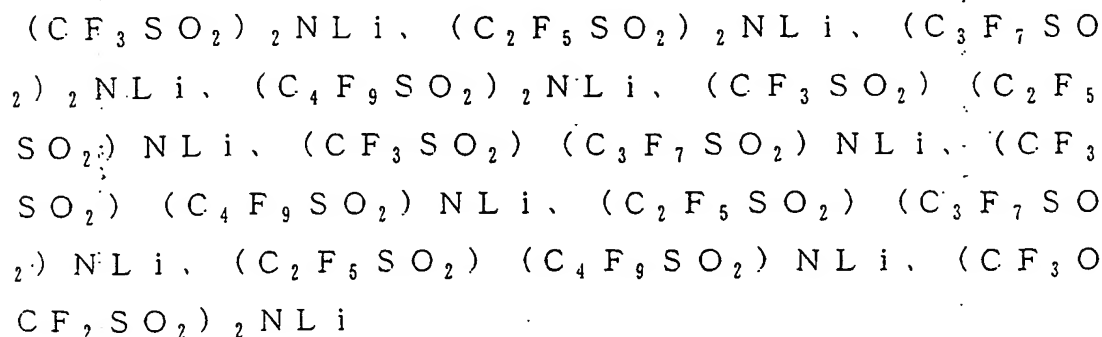 (CF₃SO₂)₂NLi、(C₂F₅SO₂)₂NLi、(C₃F₇SO
₂)₂NLi、(C₄F₉SO₂)₂NLi、(CF₃SO₂)(C₂F₅
SO₂)NLi、(CF₃SO₂)(C₃F₇SO₂)NLi、(CF₃
SO₂)(C₄F₉SO₂)NLi、(C₂F₅SO₂)(C₃F₇SO
₂)NLi、(C₂F₅SO₂)(C₄F₉SO₂)NLi、(CF₃O
CF₂SO₂)₂NLi